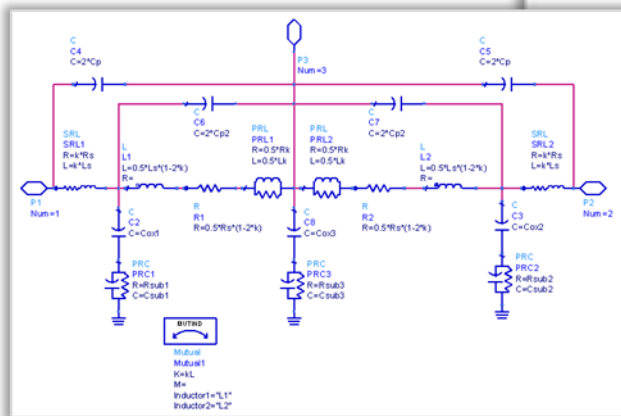 C
C4
C=2*Cp
P3
Num=3
C
C5
C=2*Cp
C
C6
C=2*Cp2
C
C7
C=2*Cp2
SRL
SRL1
R=k*Rs
L=k*Ls
L
L1
L=0.5*Ls*(1-2*k)
R=
R
R1
R=0.5*Rs*(1-2*k)
PRL
PRL1
R=0.5*Rk
L=0.5*Lk
PRL
PRL2
R=0.5*Rk
L=0.5*Lk
R
R2
R=0.5*Rs*(1-2*k)
L
L2
L=0.5*Ls*(1-2*k)
R=
SRL
SRL2
R=k*Rs
L=k*Ls
P1
Num=1
P2
Num=2
C
C2
C=Cox1
C
C8
C=Cox3
C
C3
C=Cox2
PRC
PRC1
R=Rsub1
C=Csub1
PRC
PRC3
R=Rsub3
C=Csub3
PRC
PRC2
R=Rsub2
C=Csub2
MUTIND
Mutual
Mutual1
K=kL
M=
Inductor1="L1"
Inductor2="L2"